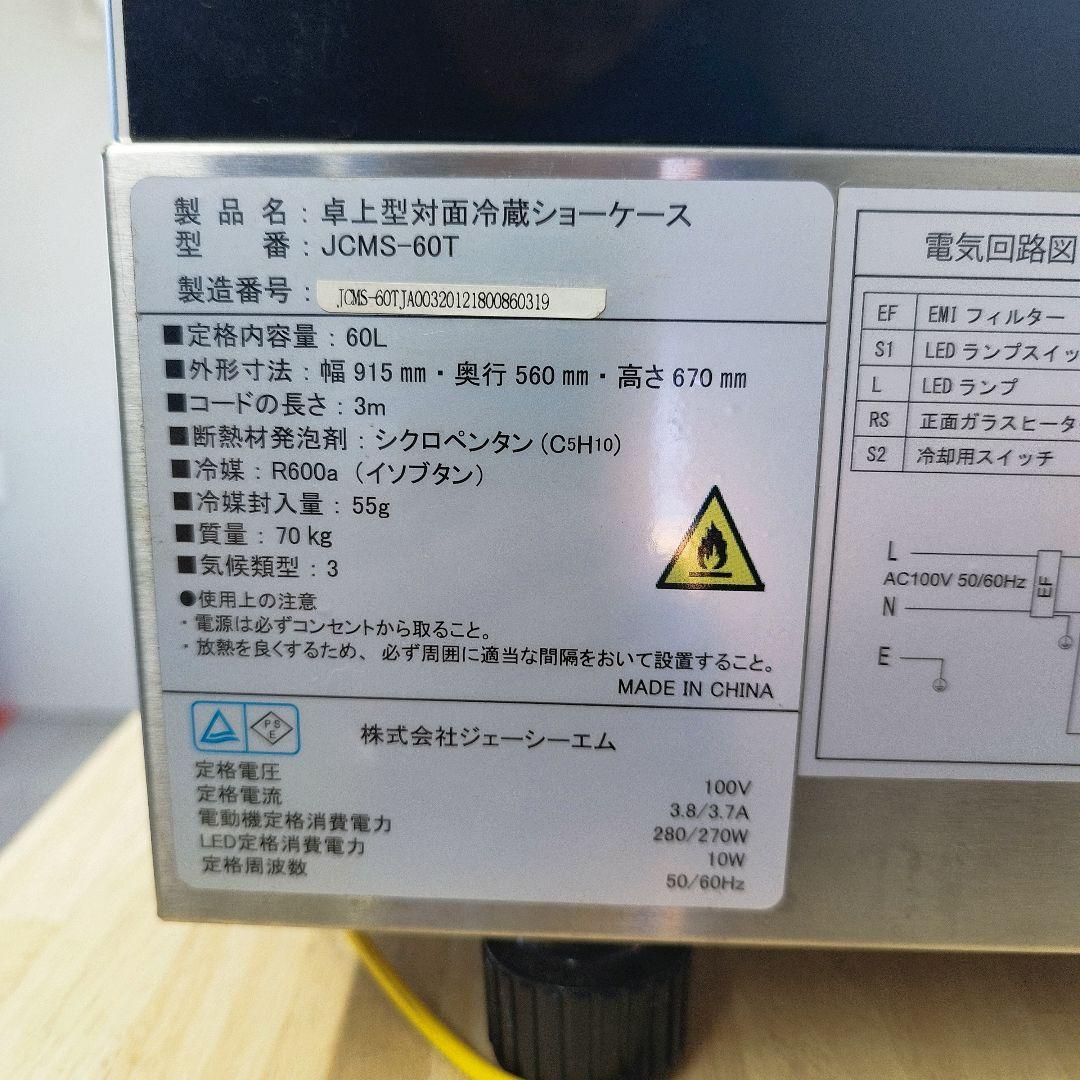 製品名：卓上型対面冷蔵ショーケース
型番：JCMS-60T
製造番号：JCMS-60TJA00320121800860319
■定格内容量：60L
■外形寸法：幅 915 mm・奥行 560 mm・高さ 670 mm
■コードの長さ：3m
■断熱材発泡剤：シクロペンタン (C5H10)
■冷媒：R600a（イソブタン）
■冷媒封入量：55g
■質量：70 kg
■気候類型：3
●使用上の注意
・電源は必ずコンセントから取ること。
・放熱を良くするため、必ず周囲に適当な間隔をおいて設置すること。
MADE IN CHINA
PSE 株式会社ジェーシーエム
定格電圧 100V
定格電流 3.8/3.7A
電動機定格消費電力 280/270W
LED定格消費電力 10W
定格周波数 50/60Hz
電気回路図
EF EMI フィルター
S1 LED ランプスイッ
L LED ランプ
RS 正面ガラスヒータ
S2 冷却用スイッチ
L
AC100V 50/60Hz
EF
N
E